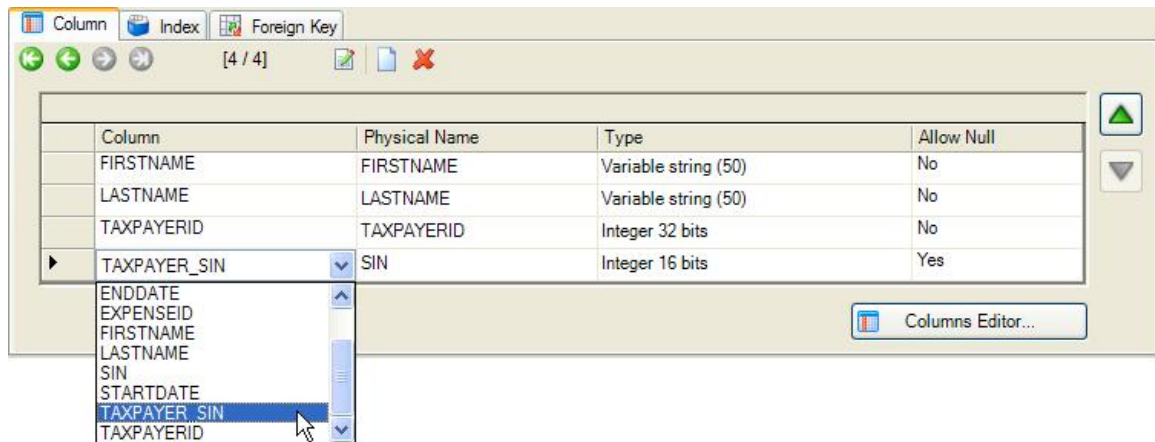 Column Index Foreign Key
[4 / 4]
Column Physical Name Type Allow Null
FIRSTNAME FIRSTNAME Variable string (50) No
LASTNAME LASTNAME Variable string (50) No
TAXPAYERID TAXPAYERID Integer 32 bits No
TAXPAYER_SIN SIN Integer 16 bits Yes
ENDDATE
EXPENSEID
FIRSTNAME
LASTNAME
SIN
STARTDATE
TAXPAYER_SIN
TAXPAYERID
Columns Editor...